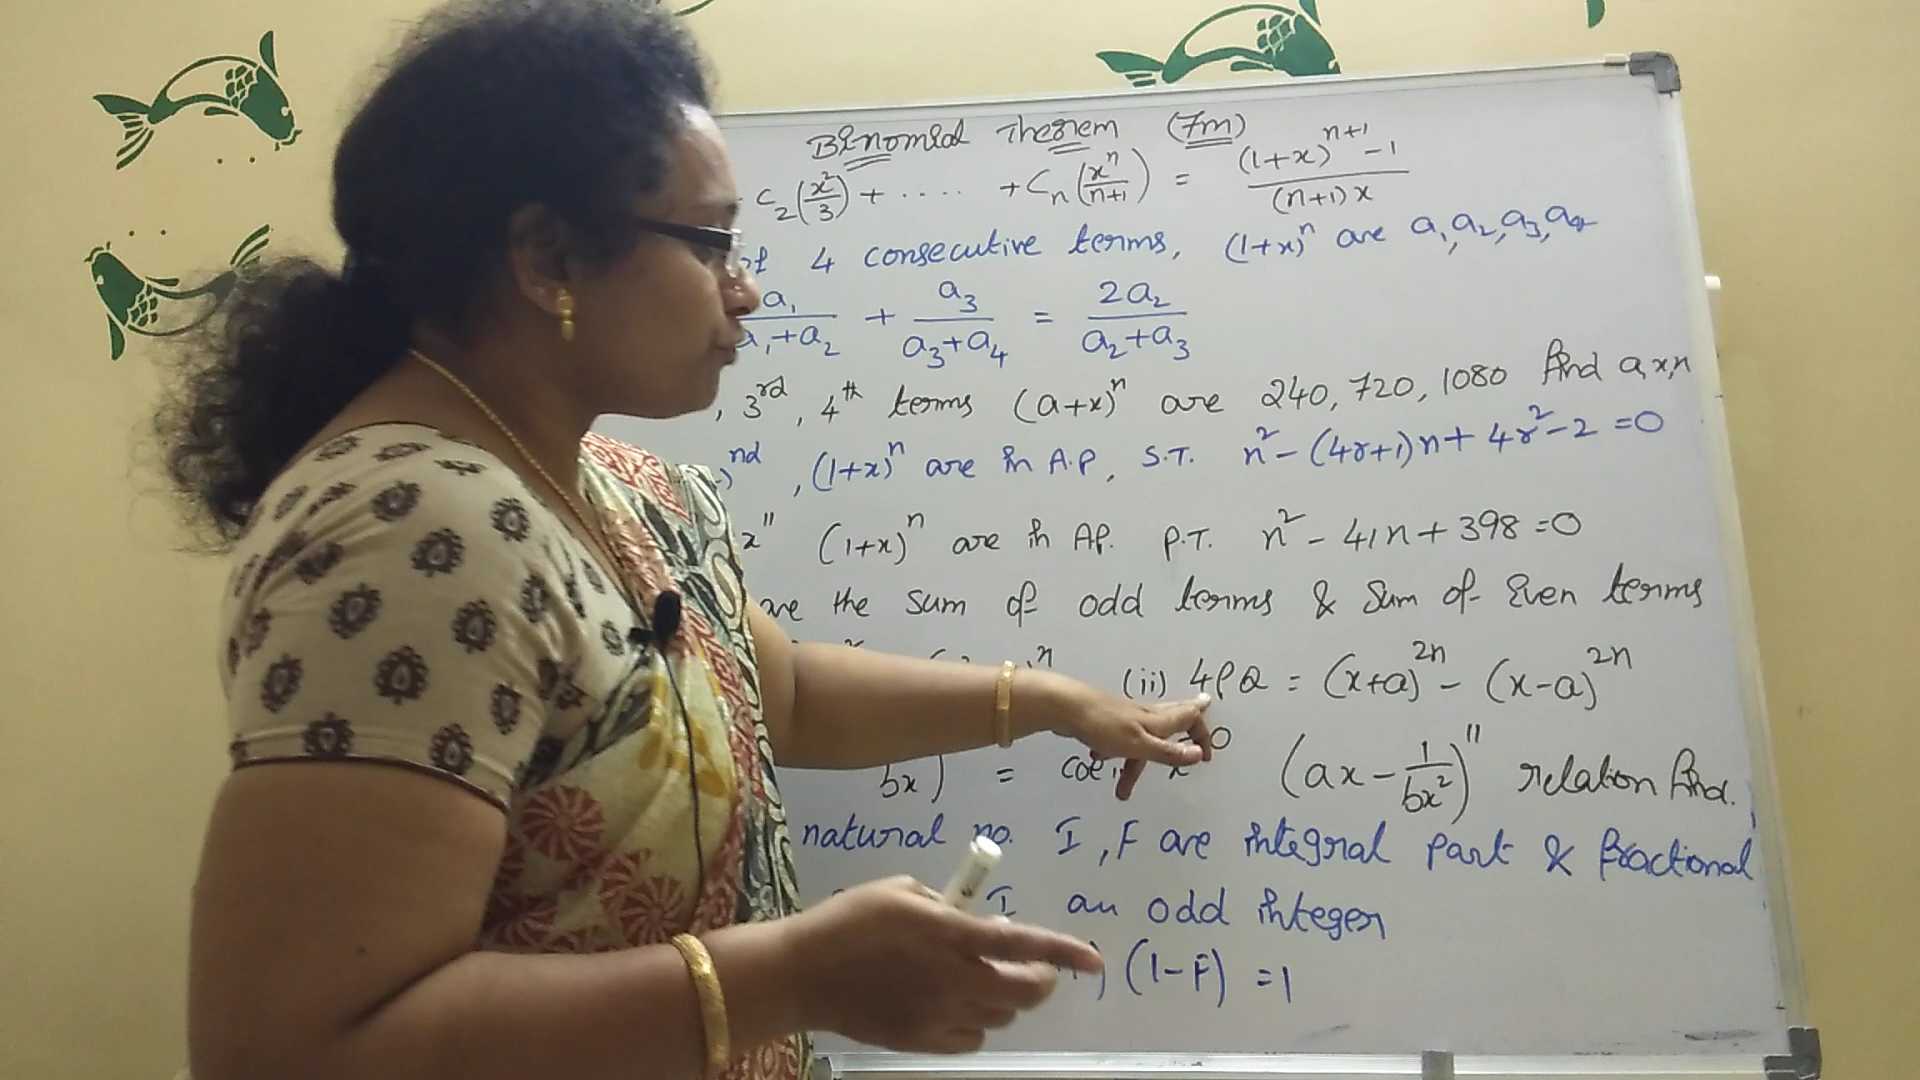 Binomial Theorem (7m)
C₂(x²/3) + ..... + Cₙ(xⁿ/n+1) = (1+x)ⁿ⁺¹ - 1 / (n+1)x
of 4 consecutive terms, (1+x)ⁿ are a₁, a₂, a₃, a₄
a₁/a₁+a₂ + a₃/a₃+a₄ = 2a₂/a₂+a₃
, 3rd, 4th terms (a+x)ⁿ are 240, 720, 1080 find a, x, n
nd, (1+x)ⁿ are in A.P, S.T. n² - (4r+1)n + 4r² - 2 = 0
(1+x)ⁿ are in AP. P.T. n² - 41n + 398 = 0
are the sum of odd terms & sum of Even terms
(ii) 4PQ = (x+a)²ⁿ - (x-a)²ⁿ
bx) = (ax - 1/bx²)¹¹ relation find.
natural no. I, F are integral part & fractional
I an odd integer
(1-F) = 1